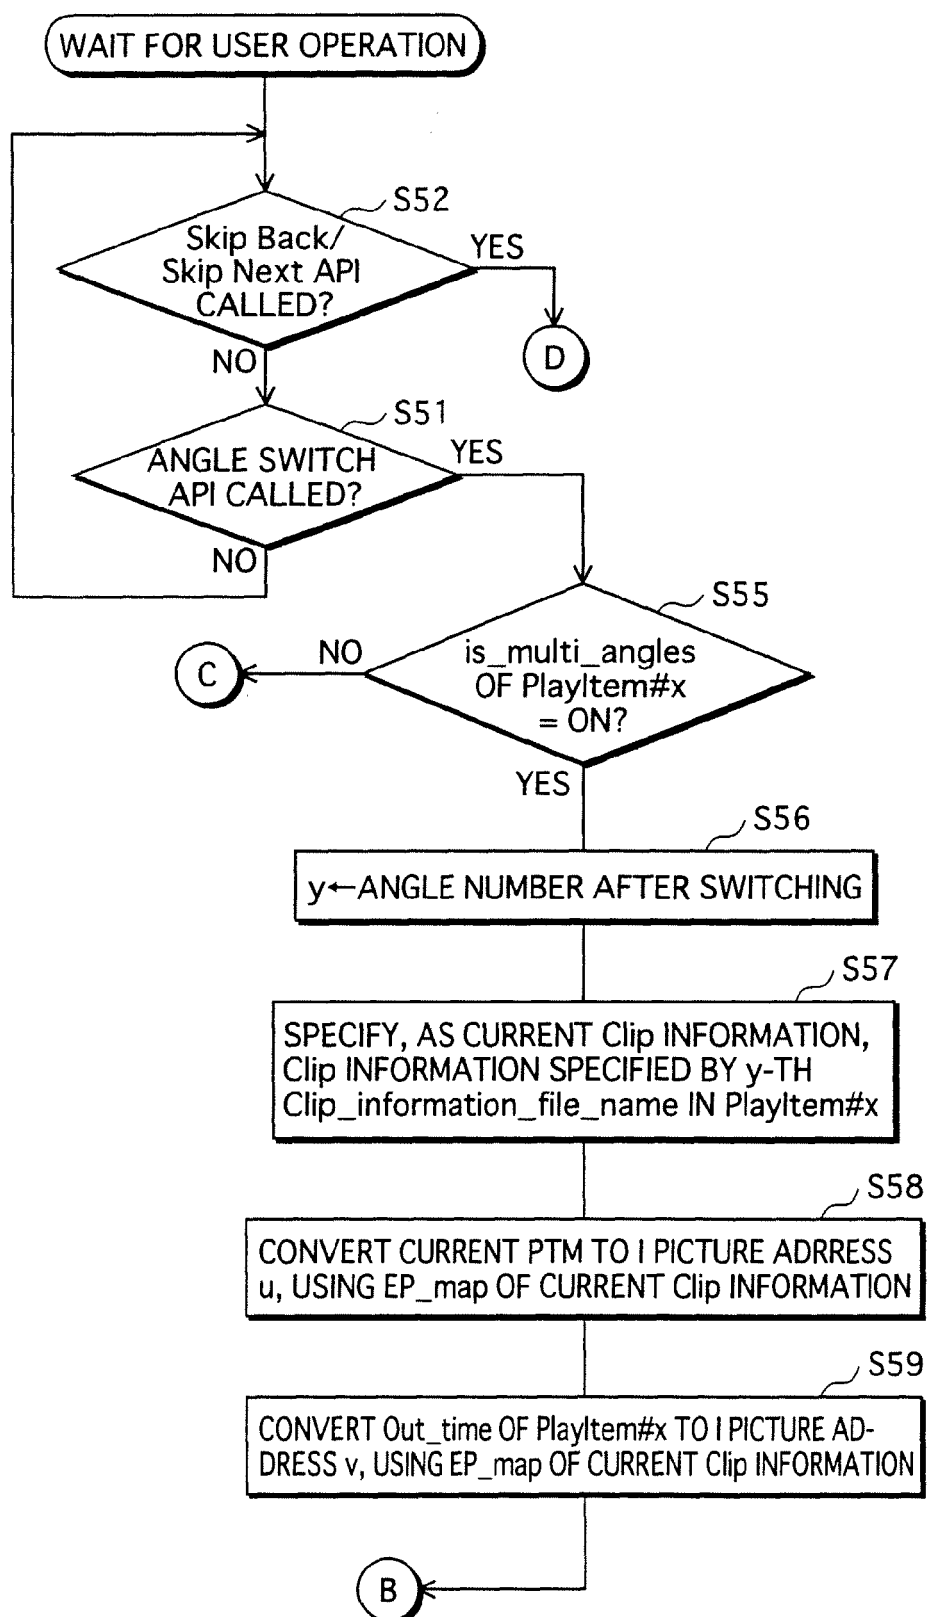 WAIT FOR USER OPERATION
S52
Skip Back/
Skip Next API
CALLED?
YES
D
NO
S51
ANGLE SWITCH
API CALLED?
YES
NO
S55
is_multi_angles
OF PlayItem#x
= ON?
NO
C
YES
S56
y←ANGLE NUMBER AFTER SWITCHING
S57
SPECIFY, AS CURRENT Clip INFORMATION,
Clip INFORMATION SPECIFIED BY y-TH
Clip_information_file_name IN PlayItem#x
S58
CONVERT CURRENT PTM TO I PICTURE ADRRESS
u, USING EP_map OF CURRENT Clip INFORMATION
S59
CONVERT Out_time OF PlayItem#x TO I PICTURE AD-
DRESS v, USING EP_map OF CURRENT Clip INFORMATION
B